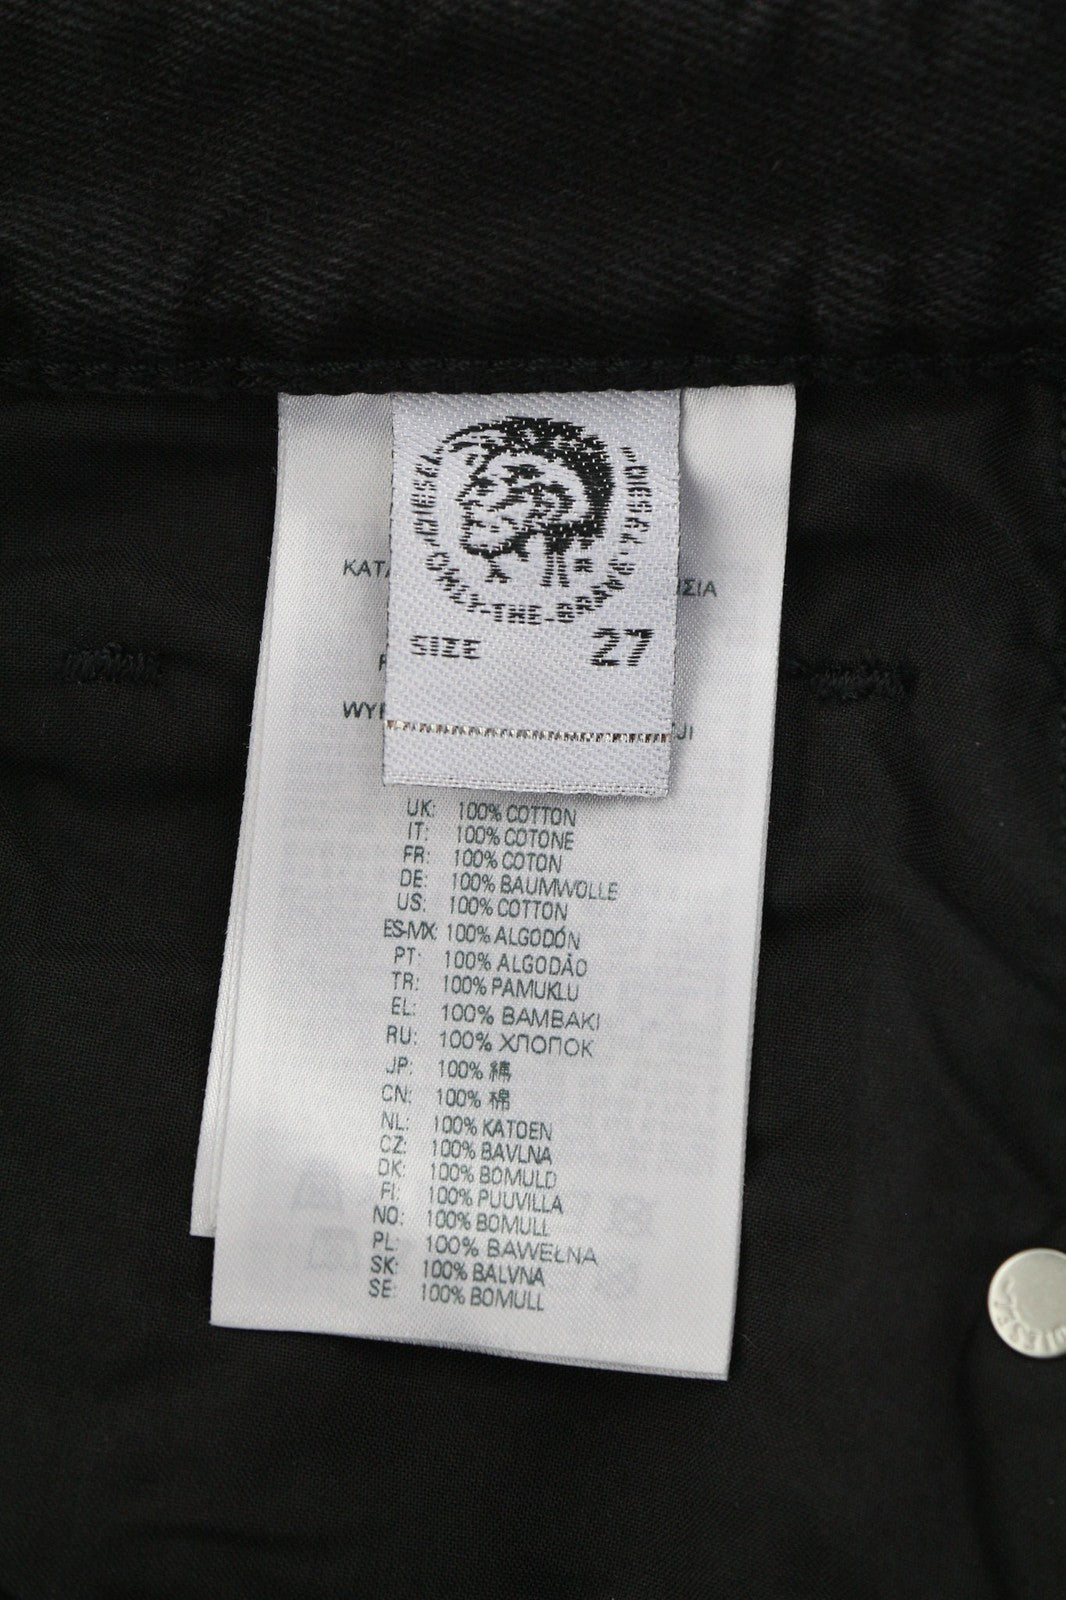 DIESEL
DIESEL
ONLY-THE-BRAVE
SIZE 27
UK: 100% COTTON
IT: 100% COTONE
FR: 100% COTON
DE: 100% BAUMWOLLE
US: 100% COTTON
ES-MX: 100% ALGODÓN
PT: 100% ALGODÃO
TR: 100% PAMUKLU
EL: 100% ΒΑΜΒΑΚΙ
RU: 100% ХЛОПОК
JP: 100% 綿
CN: 100% 棉
NL: 100% KATOEN
CZ: 100% BAVLNA
DK: 100% BOMULD
FI: 100% PUUVILLA
NO: 100% BOMULL
PL: 100% BAWEŁNA
SK: 100% BALVNA
SE: 100% BOMULL
DIESEL